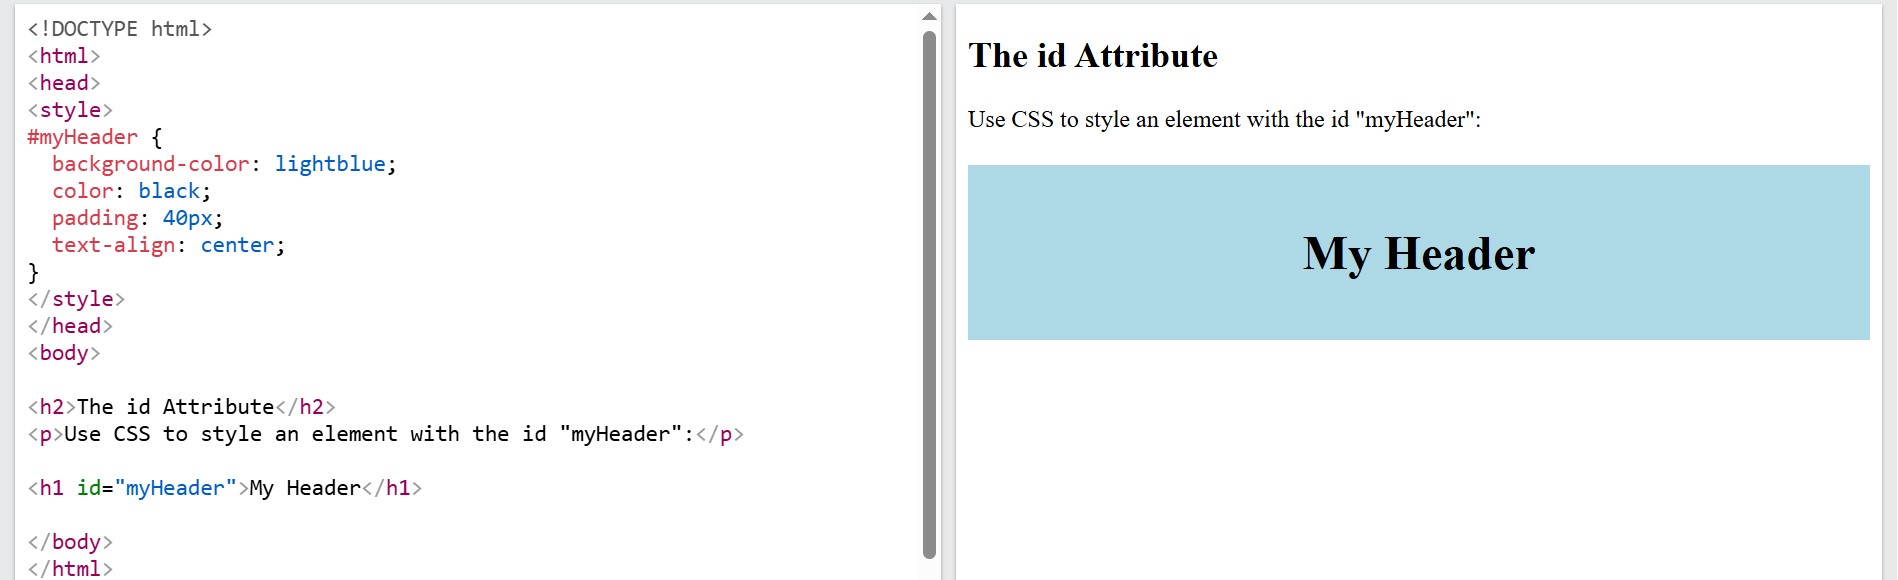 <!DOCTYPE html>
<html>
<head>
<style>
#myHeader {
  background-color: lightblue;
  color: black;
  padding: 40px;
  text-align: center;
}
</style>
</head>
<body>

<h2>The id Attribute</h2>
<p>Use CSS to style an element with the id "myHeader":</p>

<h1 id="myHeader">My Header</h1>

</body>
</html>
The id Attribute
Use CSS to style an element with the id "myHeader":
My Header